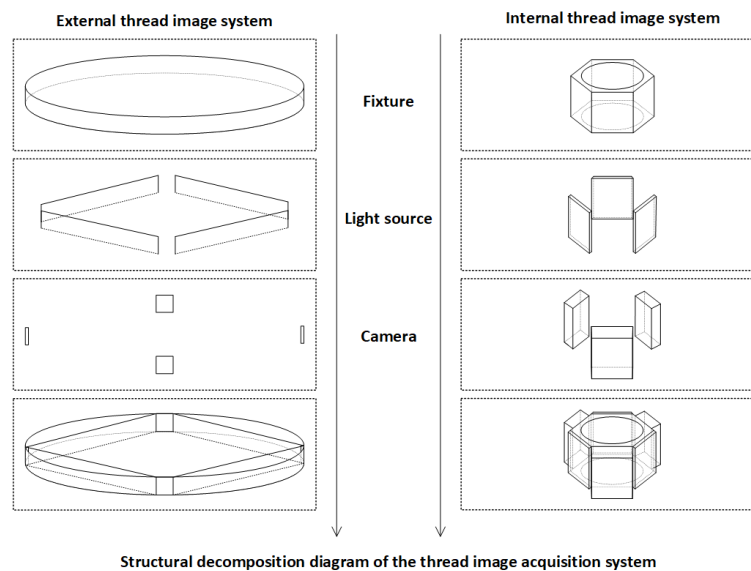 External thread image system
Internal thread image system
Fixture
Light source
Camera
Structural decomposition diagram of the thread image acquisition system